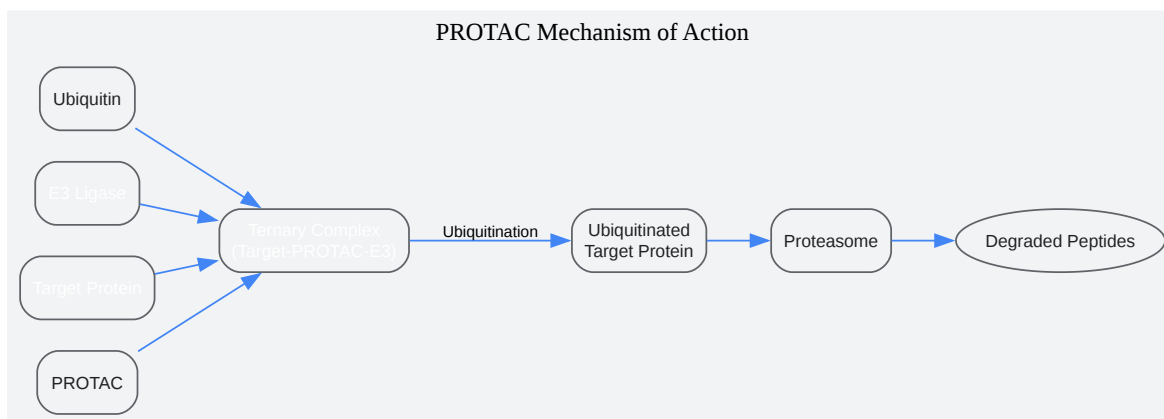 PROTAC Mechanism of Action
Ubiquitin
E3 Ligase
Target Protein
PROTAC
Ternary Complex
(Target-PROTAC-E3)
Ubiquitination
Ubiquitinated
Target Protein
Proteasome
Degraded Peptides